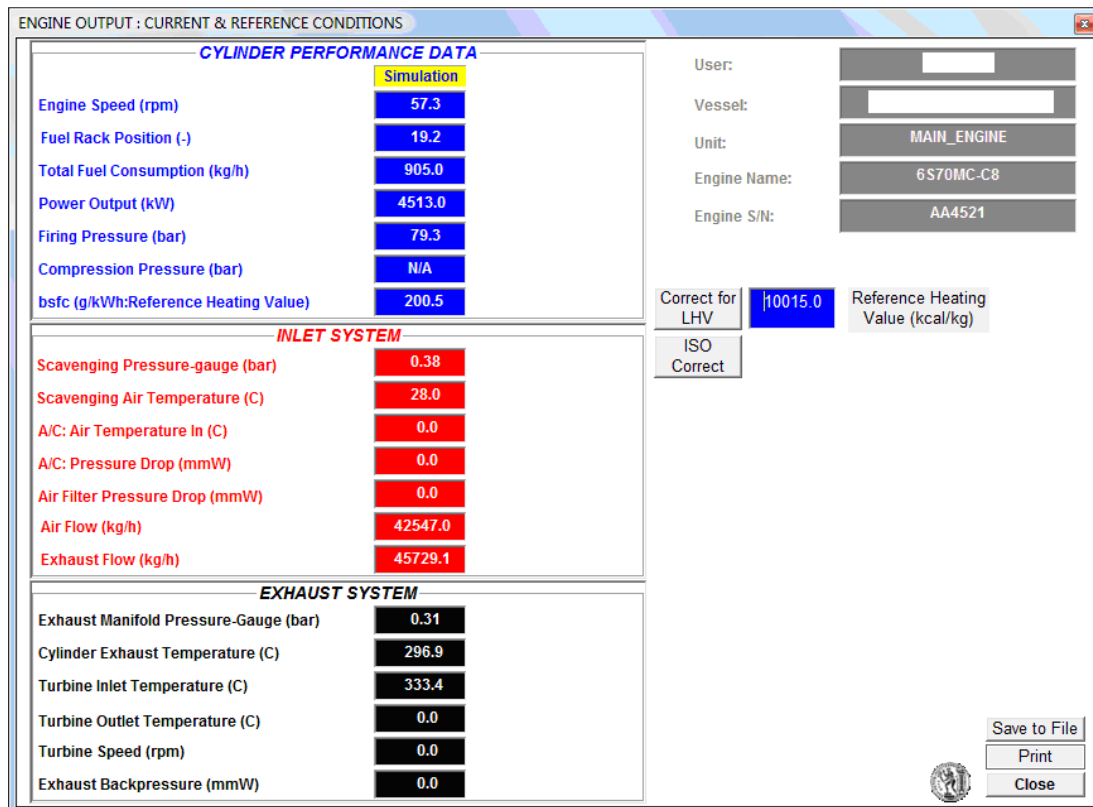 ENGINE OUTPUT : CURRENT & REFERENCE CONDITIONS
CYLINDER PERFORMANCE DATA
Simulation
Engine Speed (rpm) 57.3
Fuel Rack Position (-) 19.2
Total Fuel Consumption (kg/h) 905.0
Power Output (kW) 4513.0
Firing Pressure (bar) 79.3
Compression Pressure (bar) N/A
bsfc (g/kWh:Reference Heating Value) 200.5
INLET SYSTEM
Scavenging Pressure-gauge (bar) 0.38
Scavenging Air Temperature (C) 28.0
A/C: Air Temperature In (C) 0.0
A/C: Pressure Drop (mmW) 0.0
Air Filter Pressure Drop (mmW) 0.0
Air Flow (kg/h) 42547.0
Exhaust Flow (kg/h) 45729.1
EXHAUST SYSTEM
Exhaust Manifold Pressure-Gauge (bar) 0.31
Cylinder Exhaust Temperature (C) 296.9
Turbine Inlet Temperature (C) 333.4
Turbine Outlet Temperature (C) 0.0
Turbine Speed (rpm) 0.0
Exhaust Backpressure (mmW) 0.0
User:
Vessel:
Unit: MAIN_ENGINE
Engine Name: 6S70MC-C8
Engine S/N: AA4521
Correct for
LHV
10015.0
Reference Heating
Value (kcal/kg)
ISO
Correct
Save to File
Print
Close